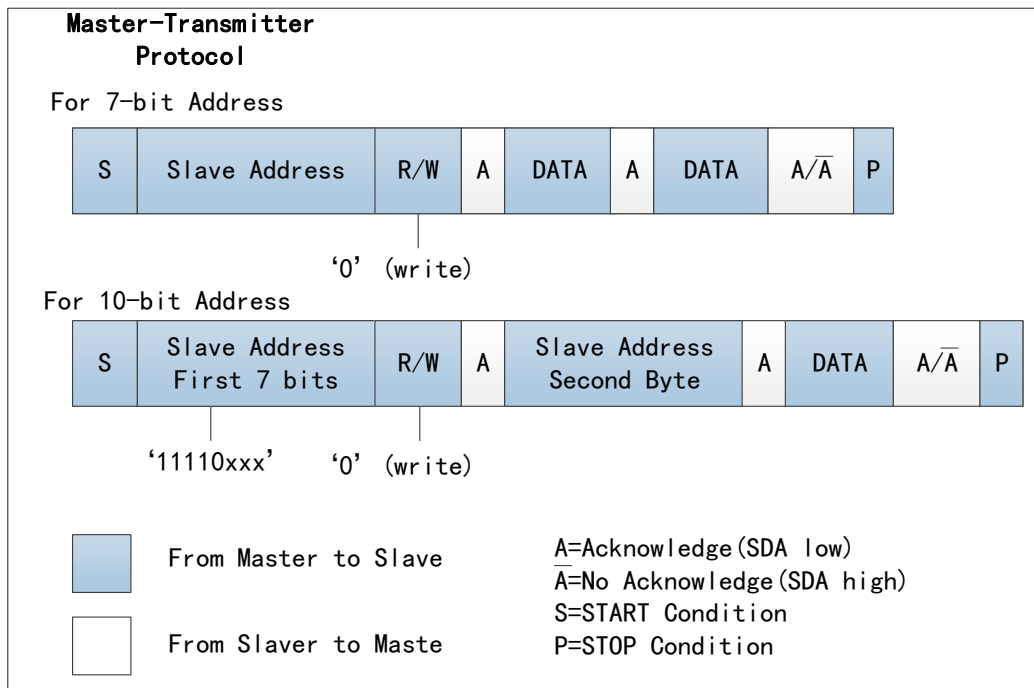 Master-Transmitter
Protocol
For 7-bit Address
S Slave Address R/W A DATA A DATA A/A̅ P
‘0’ (write)
For 10-bit Address
S Slave Address First 7 bits R/W A Slave Address Second Byte A DATA A/A̅ P
‘11110xxx’ ‘0’ (write)
From Master to Slave
From Slaver to Maste
A=Acknowledge(SDA low)
A̅=No Acknowledge(SDA high)
S=START Condition
P=STOP Condition